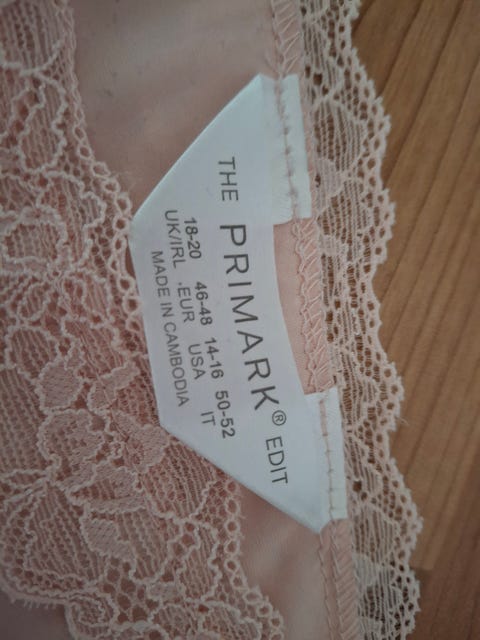 THE PRIMARK® EDIT
18-20 46-48 14-16 50-52
UK/IRL .EUR USA IT
MADE IN CAMBODIA